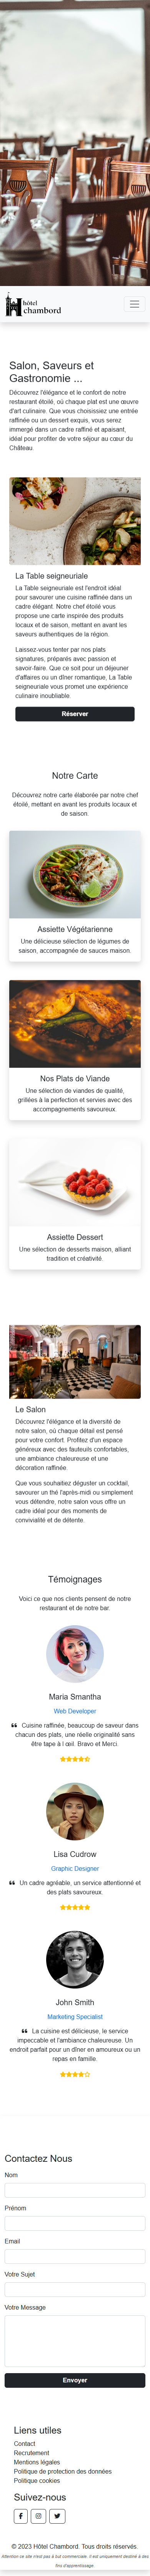 hôtel
chambord
Salon, Saveurs et
Gastronomie ...
Découvrez l'élégance et le confort de notre
restaurant étoilé, où chaque plat est une œuvre
d'art culinaire. Que vous choisissiez une entrée
raffinée ou un dessert exquis, vous serez
immergé dans un cadre raffiné et apaisant,
idéal pour profiter de votre séjour au cœur du
Château.
La Table seigneuriale
La Table seigneuriale est l'endroit idéal
pour savourer une cuisine raffinée dans un
cadre élégant. Notre chef étoilé vous
propose une carte inspirée des produits
locaux et de saison, mettant en avant les
saveurs authentiques de la région.
Laissez-vous tenter par nos plats
signatures, préparés avec passion et
savoir-faire. Que ce soit pour un déjeuner
d'affaires ou un dîner romantique, La Table
seigneuriale vous promet une expérience
culinaire inoubliable.
Réserver
Notre Carte
Découvrez notre carte élaborée par notre chef
étoilé, mettant en avant les produits locaux et
de saison.
Assiette Végétarienne
Une délicieuse sélection de légumes de
saison, accompagnée de sauces maison.
Nos Plats de Viande
Une sélection de viandes de qualité,
grillées à la perfection et servies avec des
accompagnements savoureux.
Assiette Dessert
Une sélection de desserts maison, alliant
tradition et créativité.
Le Salon
Découvrez l'élégance et la diversité de
notre salon, où chaque détail est pensé
pour votre confort. Profitez d'un espace
généreux avec des fauteuils confortables,
une ambiance chaleureuse et une
décoration raffinée.
Que vous souhaitiez déguster un cocktail,
savourer un thé l'après-midi ou simplement
vous détendre, notre salon vous offre un
cadre idéal pour des moments de
convivialité et de détente.
Témoignages
Voici ce que nos clients pensent de notre
restaurant et de notre bar.
Maria Smantha
Web Developer
Cuisine raffinée, beaucoup de saveur dans
chacun des plats, une réelle originalité sans
être tape à l œil. Bravo et Merci.
Lisa Cudrow
Graphic Designer
Un cadre agréable, un service attentionné et
des plats savoureux.
John Smith
Marketing Specialist
La cuisine est délicieuse, le service
impeccable et l'ambiance chaleureuse. Un
endroit parfait pour un dîner en amoureux ou un
repas en famille.
Contactez Nous
Nom
Prénom
Email
Votre Sujet
Votre Message
Envoyer
Liens utiles
Contact
Recrutement
Mentions légales
Politique de protection des données
Politique cookies
Suivez-nous
© 2023 Hôtel Chambord. Tous droits réservés.
Attention ce site n'est pas à but commerciale. Il est uniquement destiné à des
fins d'apprentissage.